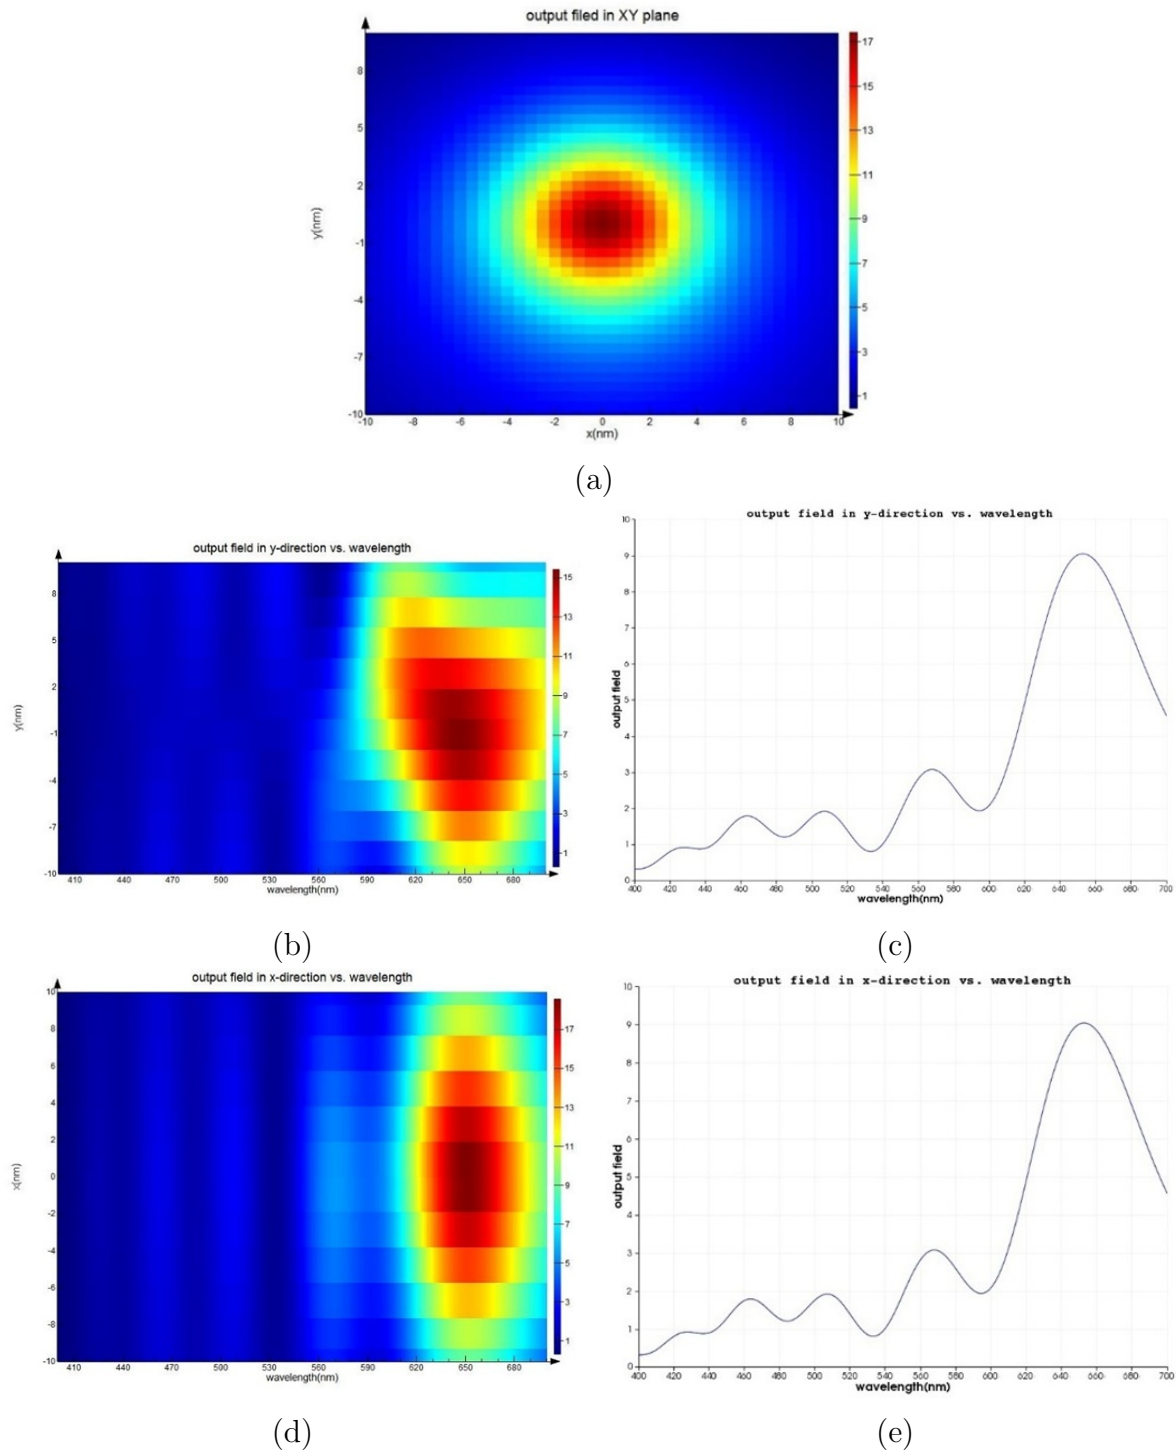 output filed in XY plane
y(nm)
8
5
2
-1
-4
-7
-10
-10 -8 -6 -4 -2 0 2 4 6 8 10
x(nm)
17
15
13
11
9
7
5
3
1
(a)
output field in y-direction vs. wavelength
y(nm)
8
5
2
-1
-4
-7
-10
410 440 470 500 530 560 590 620 650 680
wavelength(nm)
15
13
11
9
7
5
3
1
(b)
output field in y-direction vs. wavelength
output field
10
9
8
7
6
5
4
3
2
1
0
400 420 440 460 480 500 520 540 560 580 600 620 640 660 680 700
wavelength(nm)
(c)
output field in x-direction vs. wavelength
x(nm)
10
8
6
4
2
0
-2
-4
-6
-8
-10
410 440 470 500 530 560 590 620 650 680
wavelength(nm)
17
15
13
11
9
7
5
3
1
(d)
output field in x-direction vs. wavelength
output field
10
9
8
7
6
5
4
3
2
1
0
400 420 440 460 480 500 520 540 560 580 600 620 640 660 680 700
wavelength(nm)
(e)